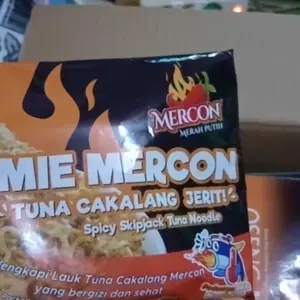 MERCON
MERAH PUTIH
MIE MERCON
TUNA CAKALANG JERIT!
Spicy Skipjack Tuna Noodle
lengkapi Lauk Tuna Cakalang Mercon
yang bergizi dan sehat
OSENG